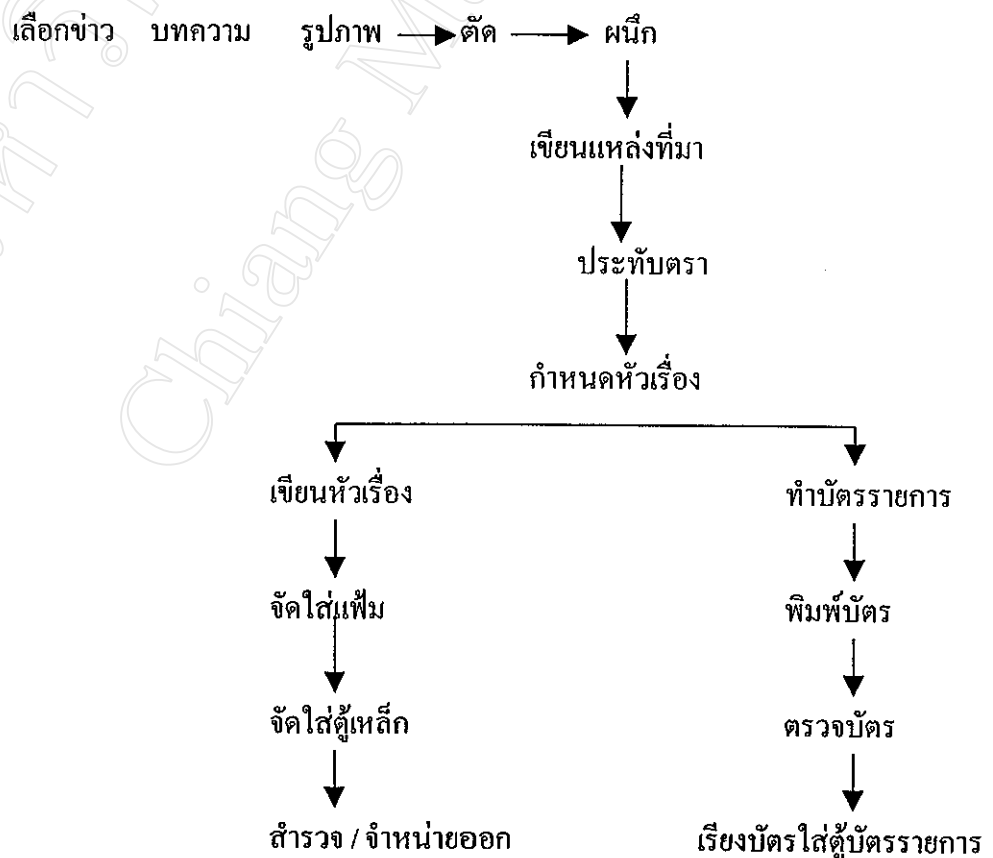 เลือกข่าว บทความ รูปภาพ ตัด ผนึก
เขียนแหล่งที่มา
ประทับตรา
กำหนดหัวเรื่อง
เขียนหัวเรื่อง ทำบัตรรายการ
จัดใส่แฟ้ม พิมพ์บัตร
จัดใส่ตู้เหล็ก ตรวจบัตร
สำรวจ / จำหน่ายออก เรียงบัตรใส่ตู้บัตรรายการ
Chiang